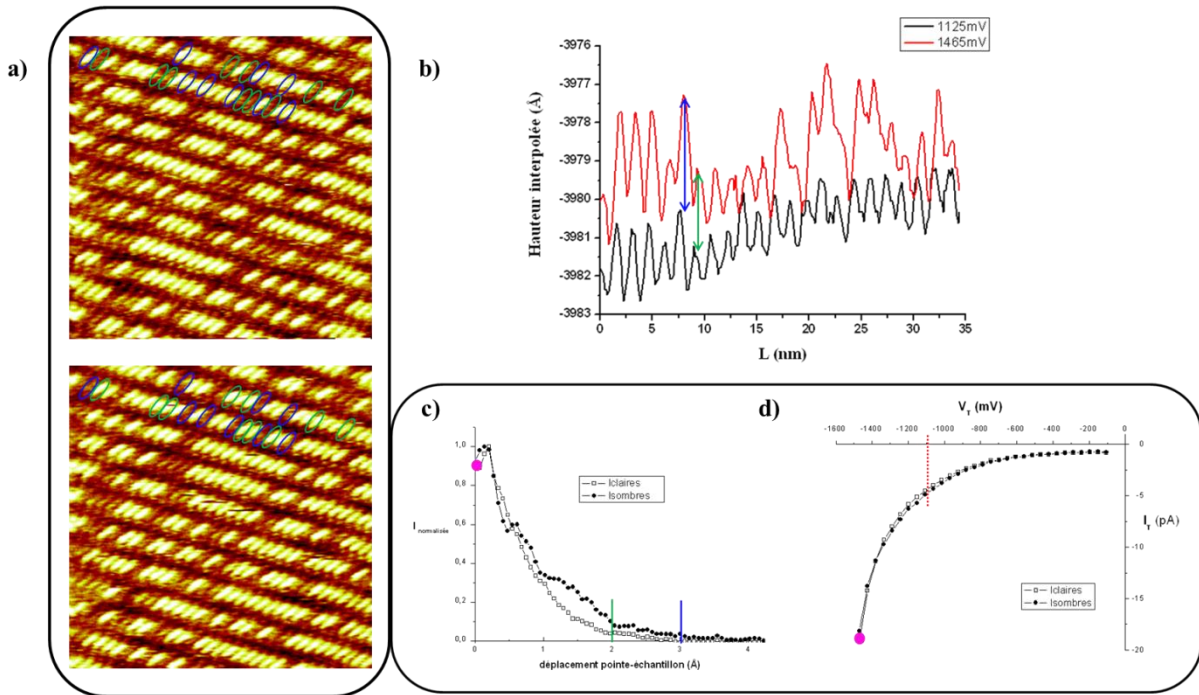 a)
b)
1125mV
1465mV
-3976
-3977
-3978
-3979
-3980
-3981
-3982
-3983
Hauteur interpolée (Å)
0 5 10 15 20 25 30 35
L (nm)
c)
1,0
0,8
0,6
0,4
0,2
0,0
I normalisée
Iclaires
Isombres
0 1 2 3 4
déplacement pointe-échantillon (Å)
d)
V_T (mV)
-1600 -1400 -1200 -1000 -800 -600 -400 -200 0
0
-5
-10
-15
-20
I_T (pA)
Iclaires
Isombres